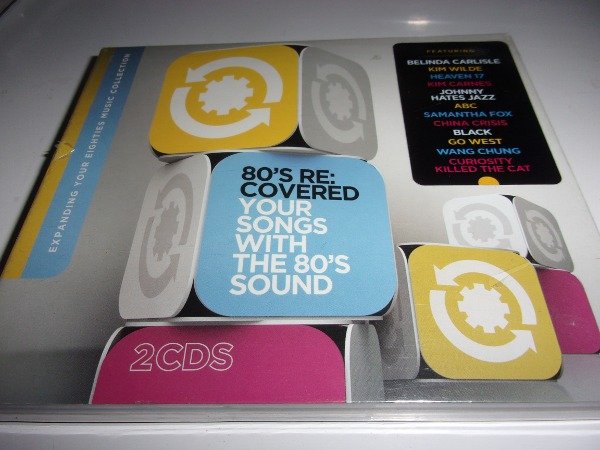 EXPANDING YOUR EIGHTIES MUSIC COLLECTION
FEATURING
BELINDA CARLISLE
KIM WILDE
HEAVEN 17
KIM CARNES
JOHNNY
HATES JAZZ
ABC
SAMANTHA FOX
CHINA CRISIS
BLACK
GO WEST
WANG CHUNG
CURIOSITY
KILLED THE CAT
80'S RE:
COVERED
YOUR
SONGS
WITH
THE 80'S
SOUND
2CDS